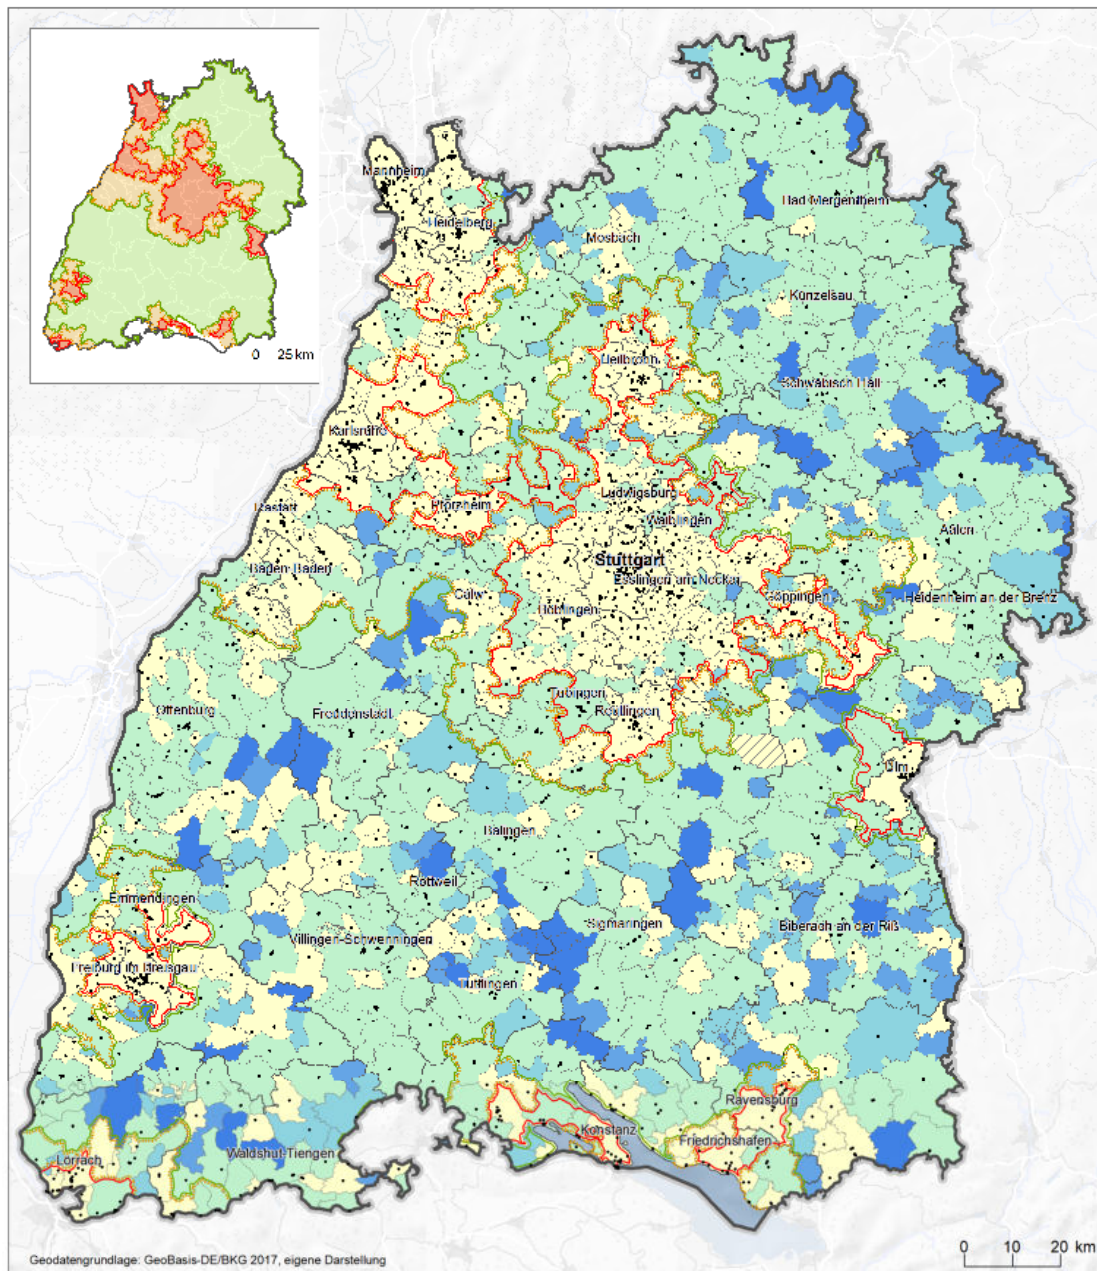 0 25 km
Mannheim
Heidelberg
Mosbach
Bad Mergentheim
Künzelsau
Heilbronn
Schwäbisch Hall
Karlsruhe
Ludwigsburg
Pforzheim
Waiblingen
Rastatt
Aalen
Stuttgart
Baden-Baden
Esslingen am Neckar
Calw
Göppingen
Heidenheim an der Brenz
Böblingen
Tübingen
Offenburg
Freudenstadt
Reutlingen
Ulm
Balingen
Rottweil
Emmendingen
Sigmaringen
Biberach an der Riß
Villingen-Schwenningen
Freiburg im Breisgau
Tuttlingen
Ravensburg
Konstanz
Friedrichshafen
Lörrach
Waldshut-Tiengen
Geodatengrundlage: GeoBasis-DE/BKG 2017, eigene Darstellung
0 10 20 km